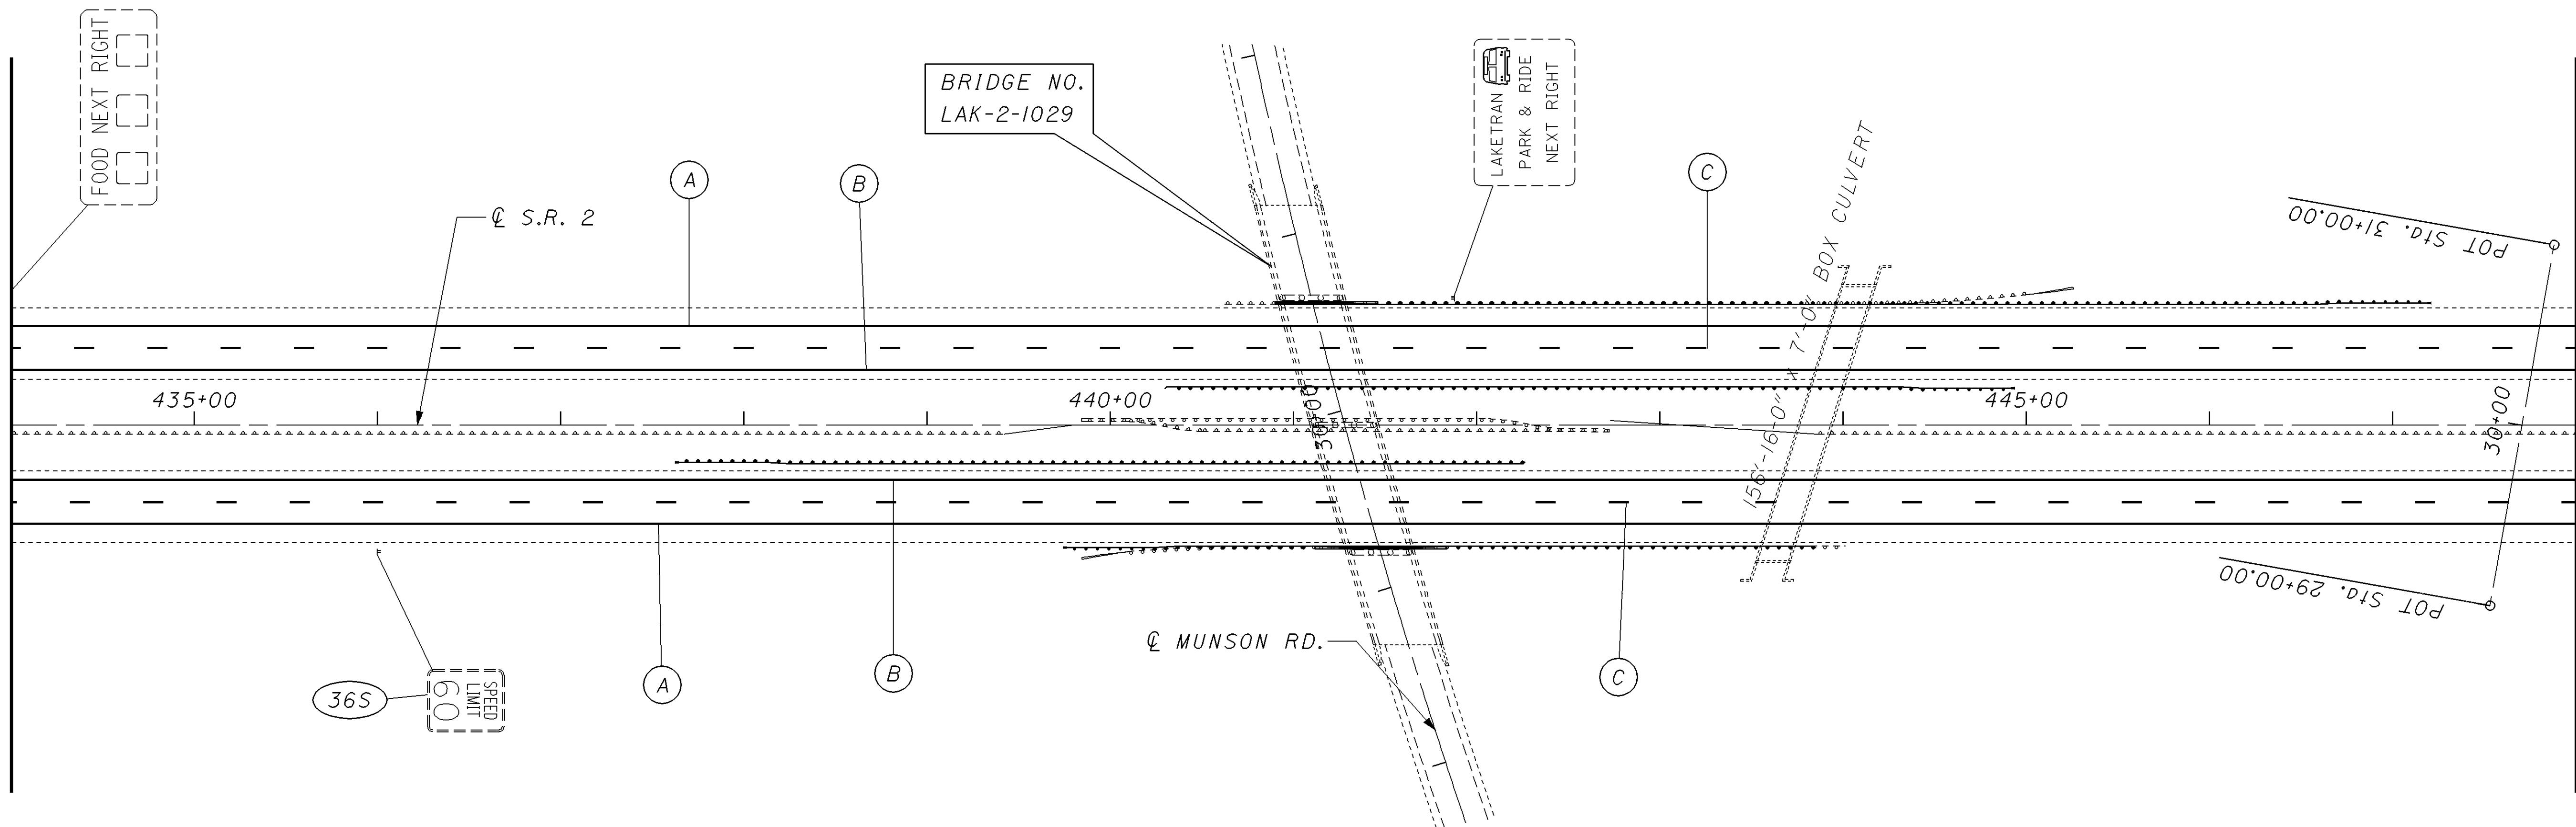 FOOD NEXT RIGHT
BRIDGE NO.
LAK-2-1029
LAKETRAN
PARK & RIDE
NEXT RIGHT
A
B
C
℄ S.R. 2
156'-16'-0" X 7'-0" BOX CULVERT
POT Sta. 31+00.00
435+00
440+00
30+00
445+00
30+00
POT Sta. 29+00.00
℄ MUNSON RD.
36S
SPEED
LIMIT
60
A
B
C